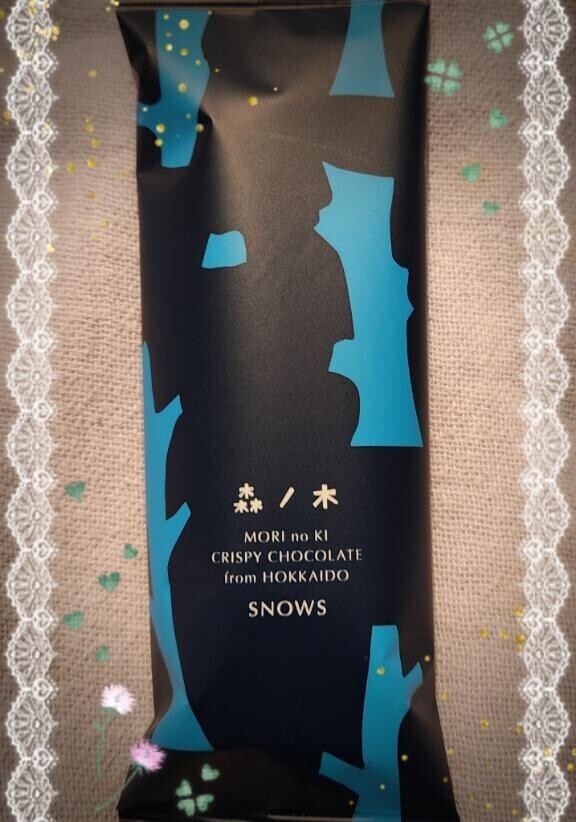 森ノ木
MORI no KI
CRISPY CHOCOLATE
from HOKKAIDO
SNOWS